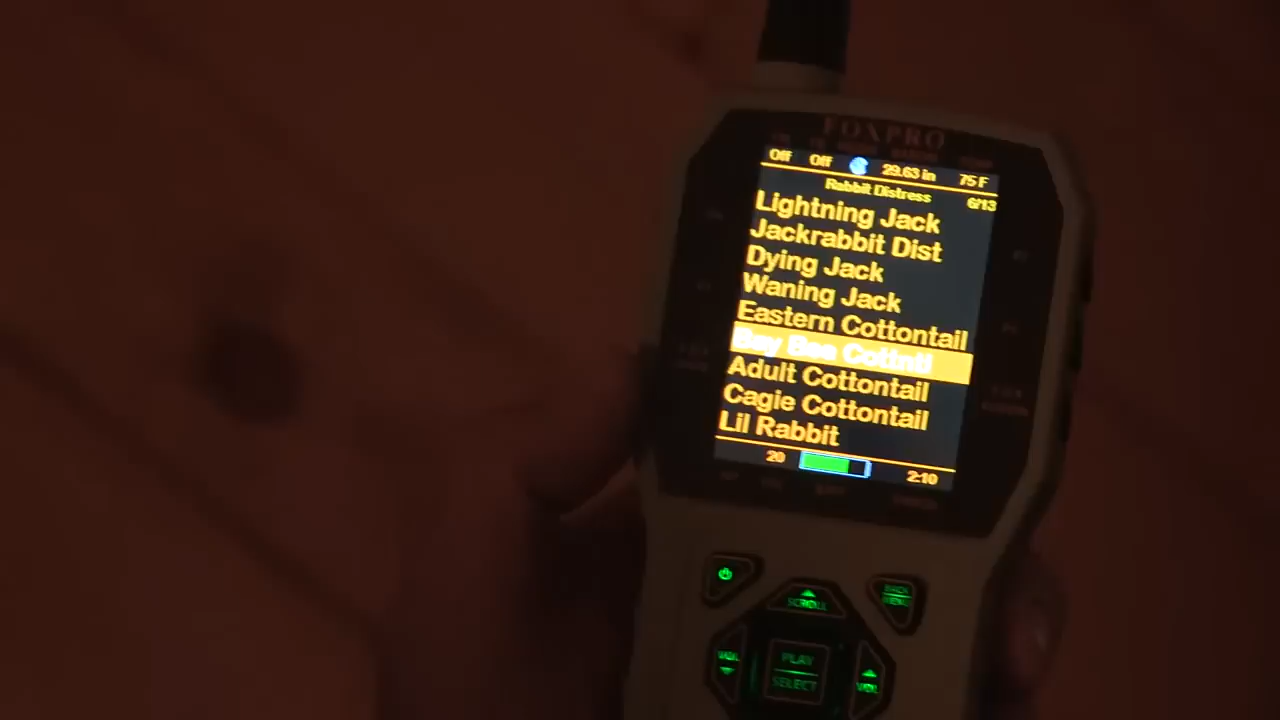 FOXPRO
Off Off 29.63 in 75 F
Rabbit Distress 6/13
Lightning Jack
Jackrabbit Dist
Dying Jack
Waning Jack
Eastern Cottontail
Bay Bee Cottntl
Adult Cottontail
Cagie Cottontail
Lil Rabbit
20 2:10
BACK
MENU
SCROLL
VOL
PLAY
SELECT
VOL